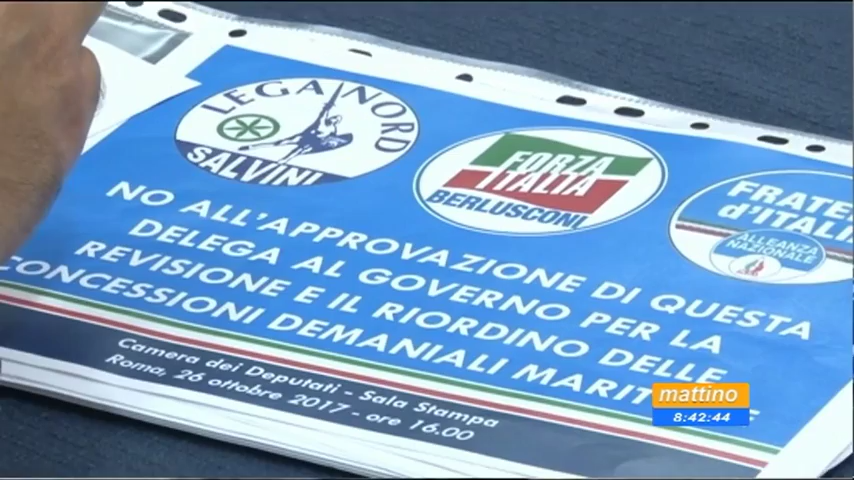 LEGA NORD
SALVINI
FORZA
ITALIA
BERLUSCONI
d'ITALIA
ALLEANZA
NAZIONALE
NO ALL'APPROVAZIONE DI QUESTA
DELEGA AL GOVERNO PER LA
REVISIONE E IL RIORDINO DELLE
CONCESSIONI DEMANIALI
Camera dei Deputati - Sala Stampa
Roma, 26 ottobre 2017 - ore 16.00
mattino
8:42:44